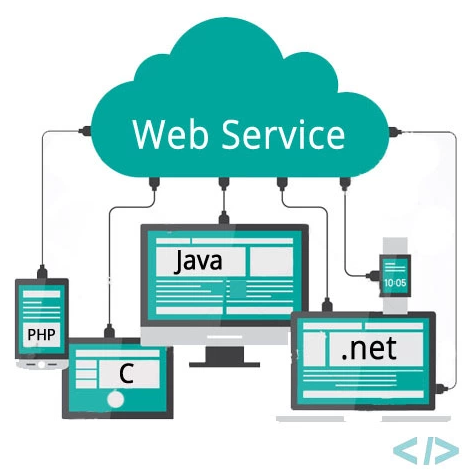 Web Service
Java
10:05
PHP
.net
C
</>